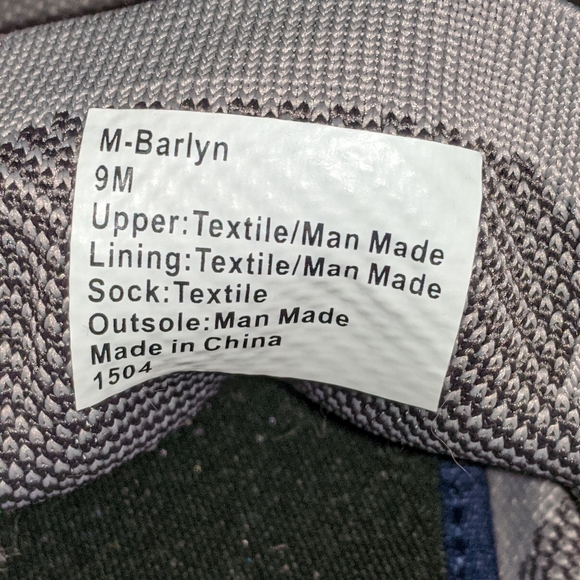 M-Barlyn
9M
Upper:Textile/Man Made
Lining:Textile/Man Made
Sock:Textile
Outsole:Man Made
Made in China
1504